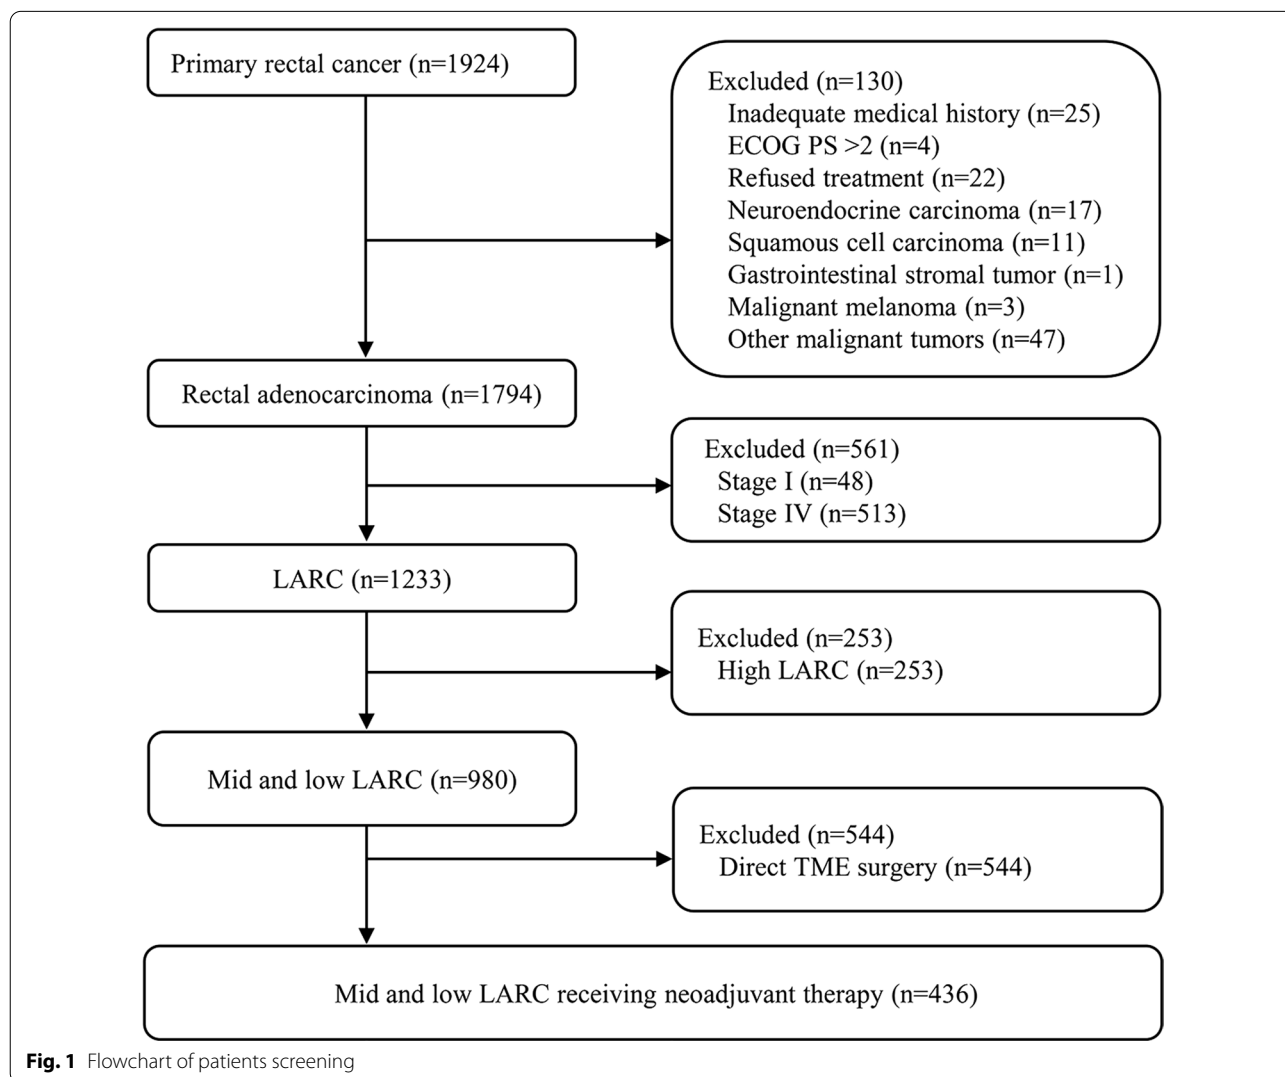 Primary rectal cancer (n=1924)
Excluded (n=130)
Inadequate medical history (n=25)
ECOG PS >2 (n=4)
Refused treatment (n=22)
Neuroendocrine carcinoma (n=17)
Squamous cell carcinoma (n=11)
Gastrointestinal stromal tumor (n=1)
Malignant melanoma (n=3)
Other malignant tumors (n=47)
Rectal adenocarcinoma (n=1794)
Excluded (n=561)
Stage I (n=48)
Stage IV (n=513)
LARC (n=1233)
Excluded (n=253)
High LARC (n=253)
Mid and low LARC (n=980)
Excluded (n=544)
Direct TME surgery (n=544)
Mid and low LARC receiving neoadjuvant therapy (n=436)
Fig. 1 Flowchart of patients screening